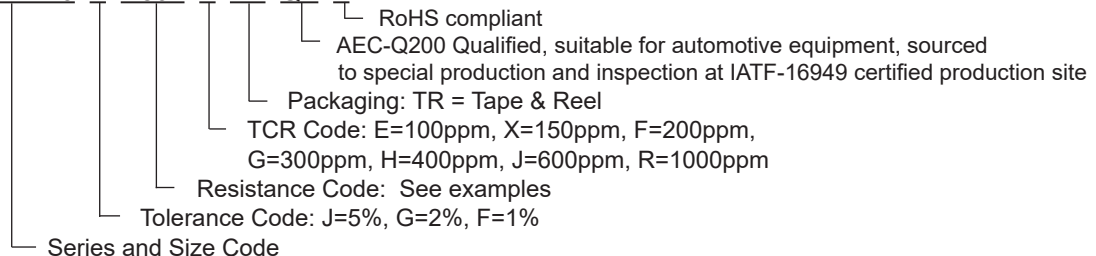 RoHS compliant
AEC-Q200 Qualified, suitable for automotive equipment, sourced
to special production and inspection at IATF-16949 certified production site
Packaging: TR = Tape & Reel
TCR Code: E=100ppm, X=150ppm, F=200ppm,
G=300ppm, H=400ppm, J=600ppm, R=1000ppm
Resistance Code: See examples
Tolerance Code: J=5%, G=2%, F=1%
Series and Size Code